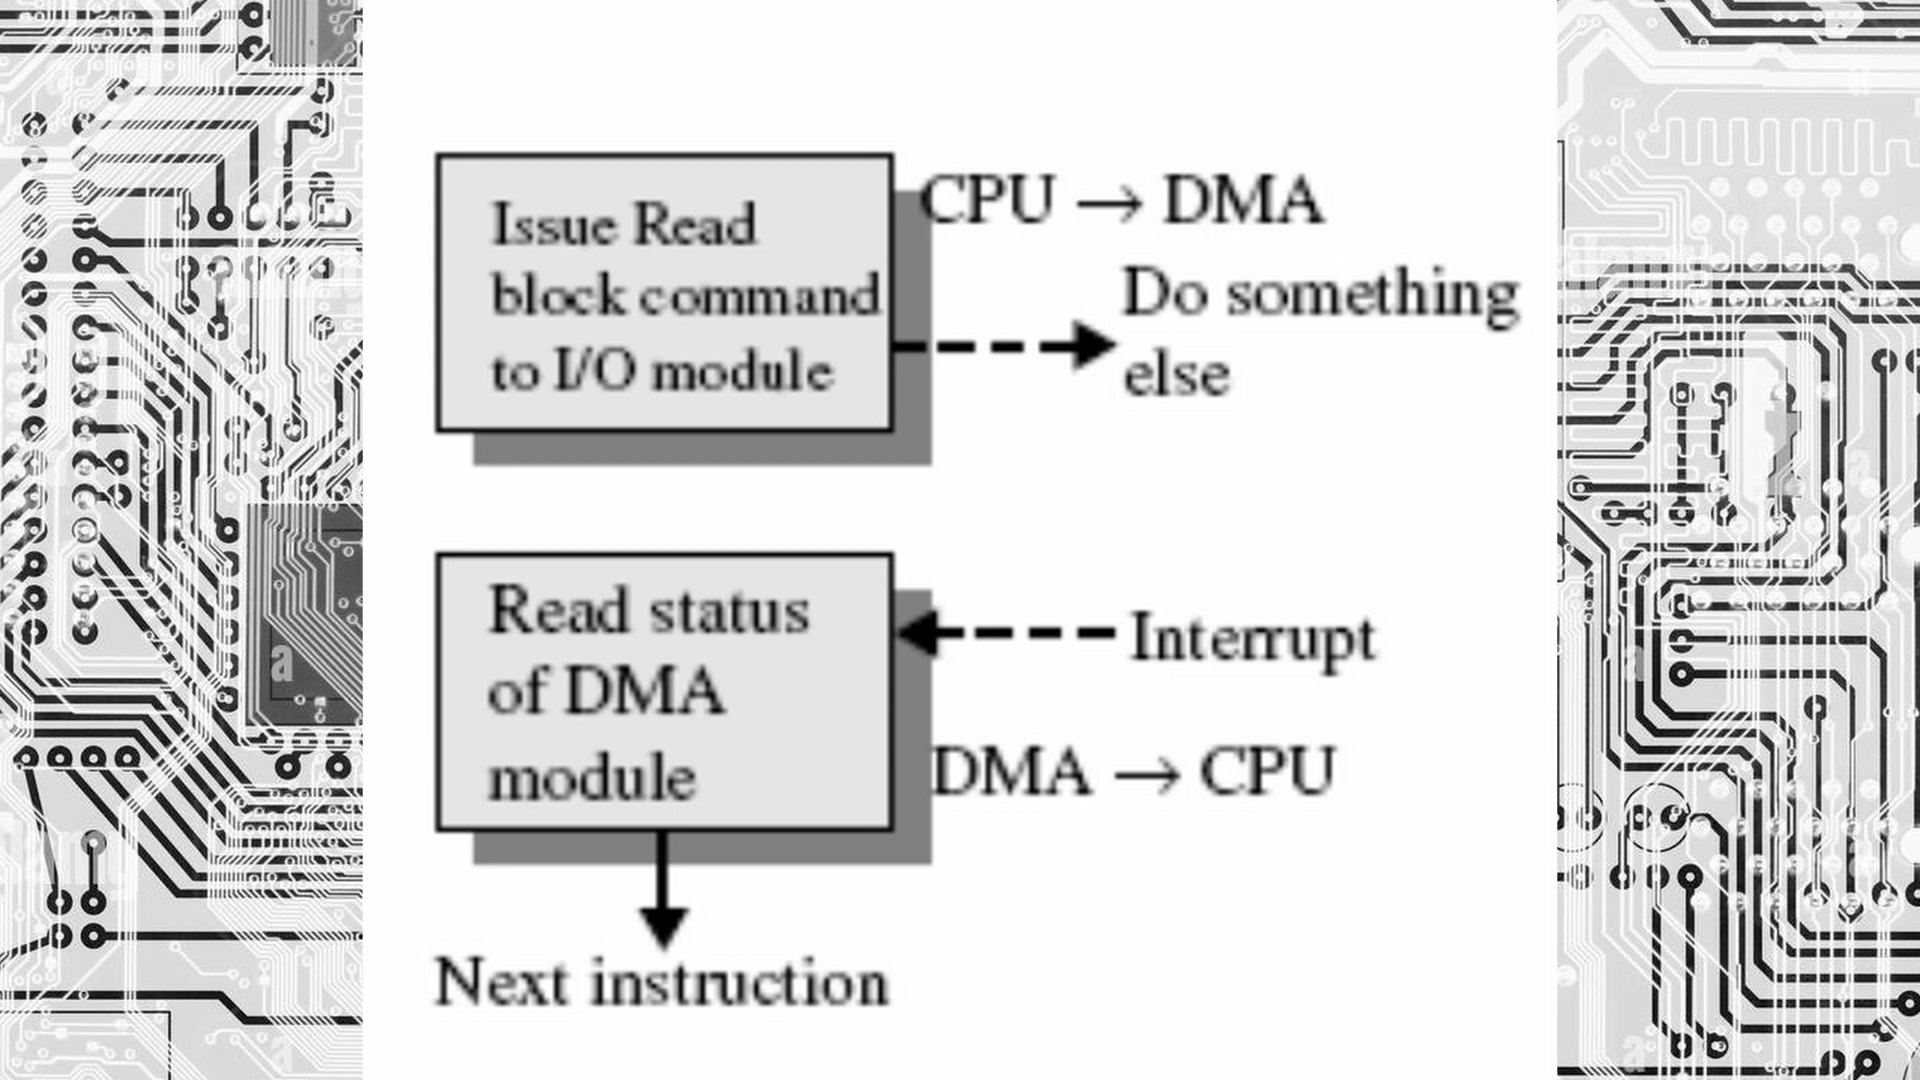 Issue Read
block command
to I/O module
CPU → DMA
Do something
else
Read status
of DMA
module
Interrupt
DMA → CPU
Next instruction
a
a